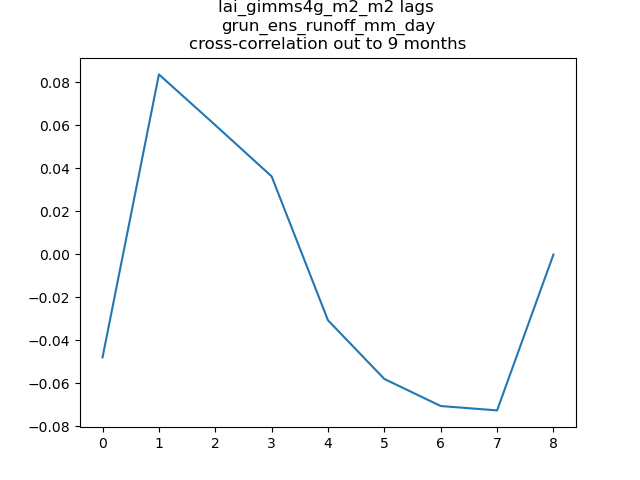 lai_gimms4g_m2_m2 lags
grun_ens_runoff_mm_day
cross-correlation out to 9 months
0.08
0.06
0.04
0.02
0.00
−0.02
−0.04
−0.06
−0.08
0 1 2 3 4 5 6 7 8